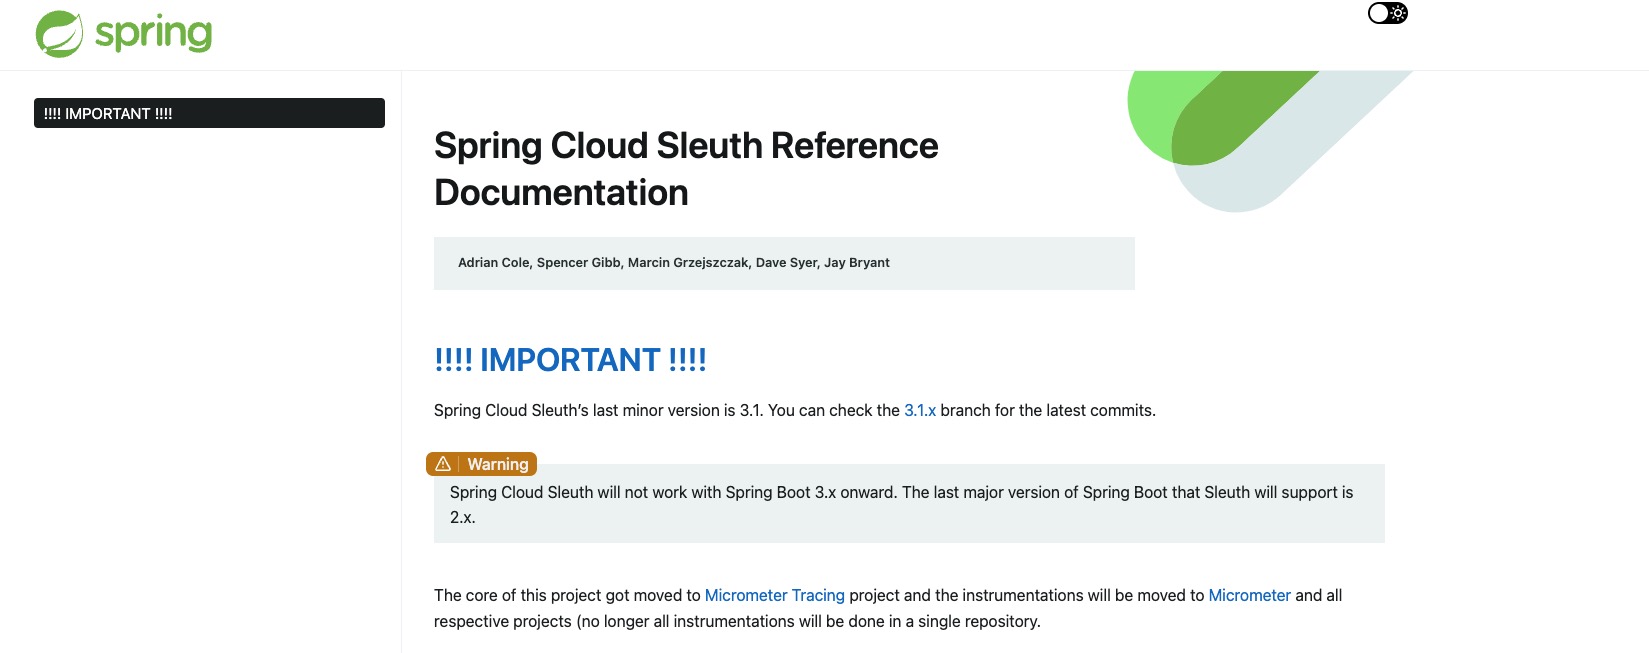 spring
!!!! IMPORTANT !!!!
Spring Cloud Sleuth Reference
Documentation
Adrian Cole, Spencer Gibb, Marcin Grzejszczak, Dave Syer, Jay Bryant
!!!! IMPORTANT !!!!
Spring Cloud Sleuth’s last minor version is 3.1. You can check the 3.1.x branch for the latest commits.
Warning
Spring Cloud Sleuth will not work with Spring Boot 3.x onward. The last major version of Spring Boot that Sleuth will support is
2.x.
The core of this project got moved to Micrometer Tracing project and the instrumentations will be moved to Micrometer and all
respective projects (no longer all instrumentations will be done in a single repository.